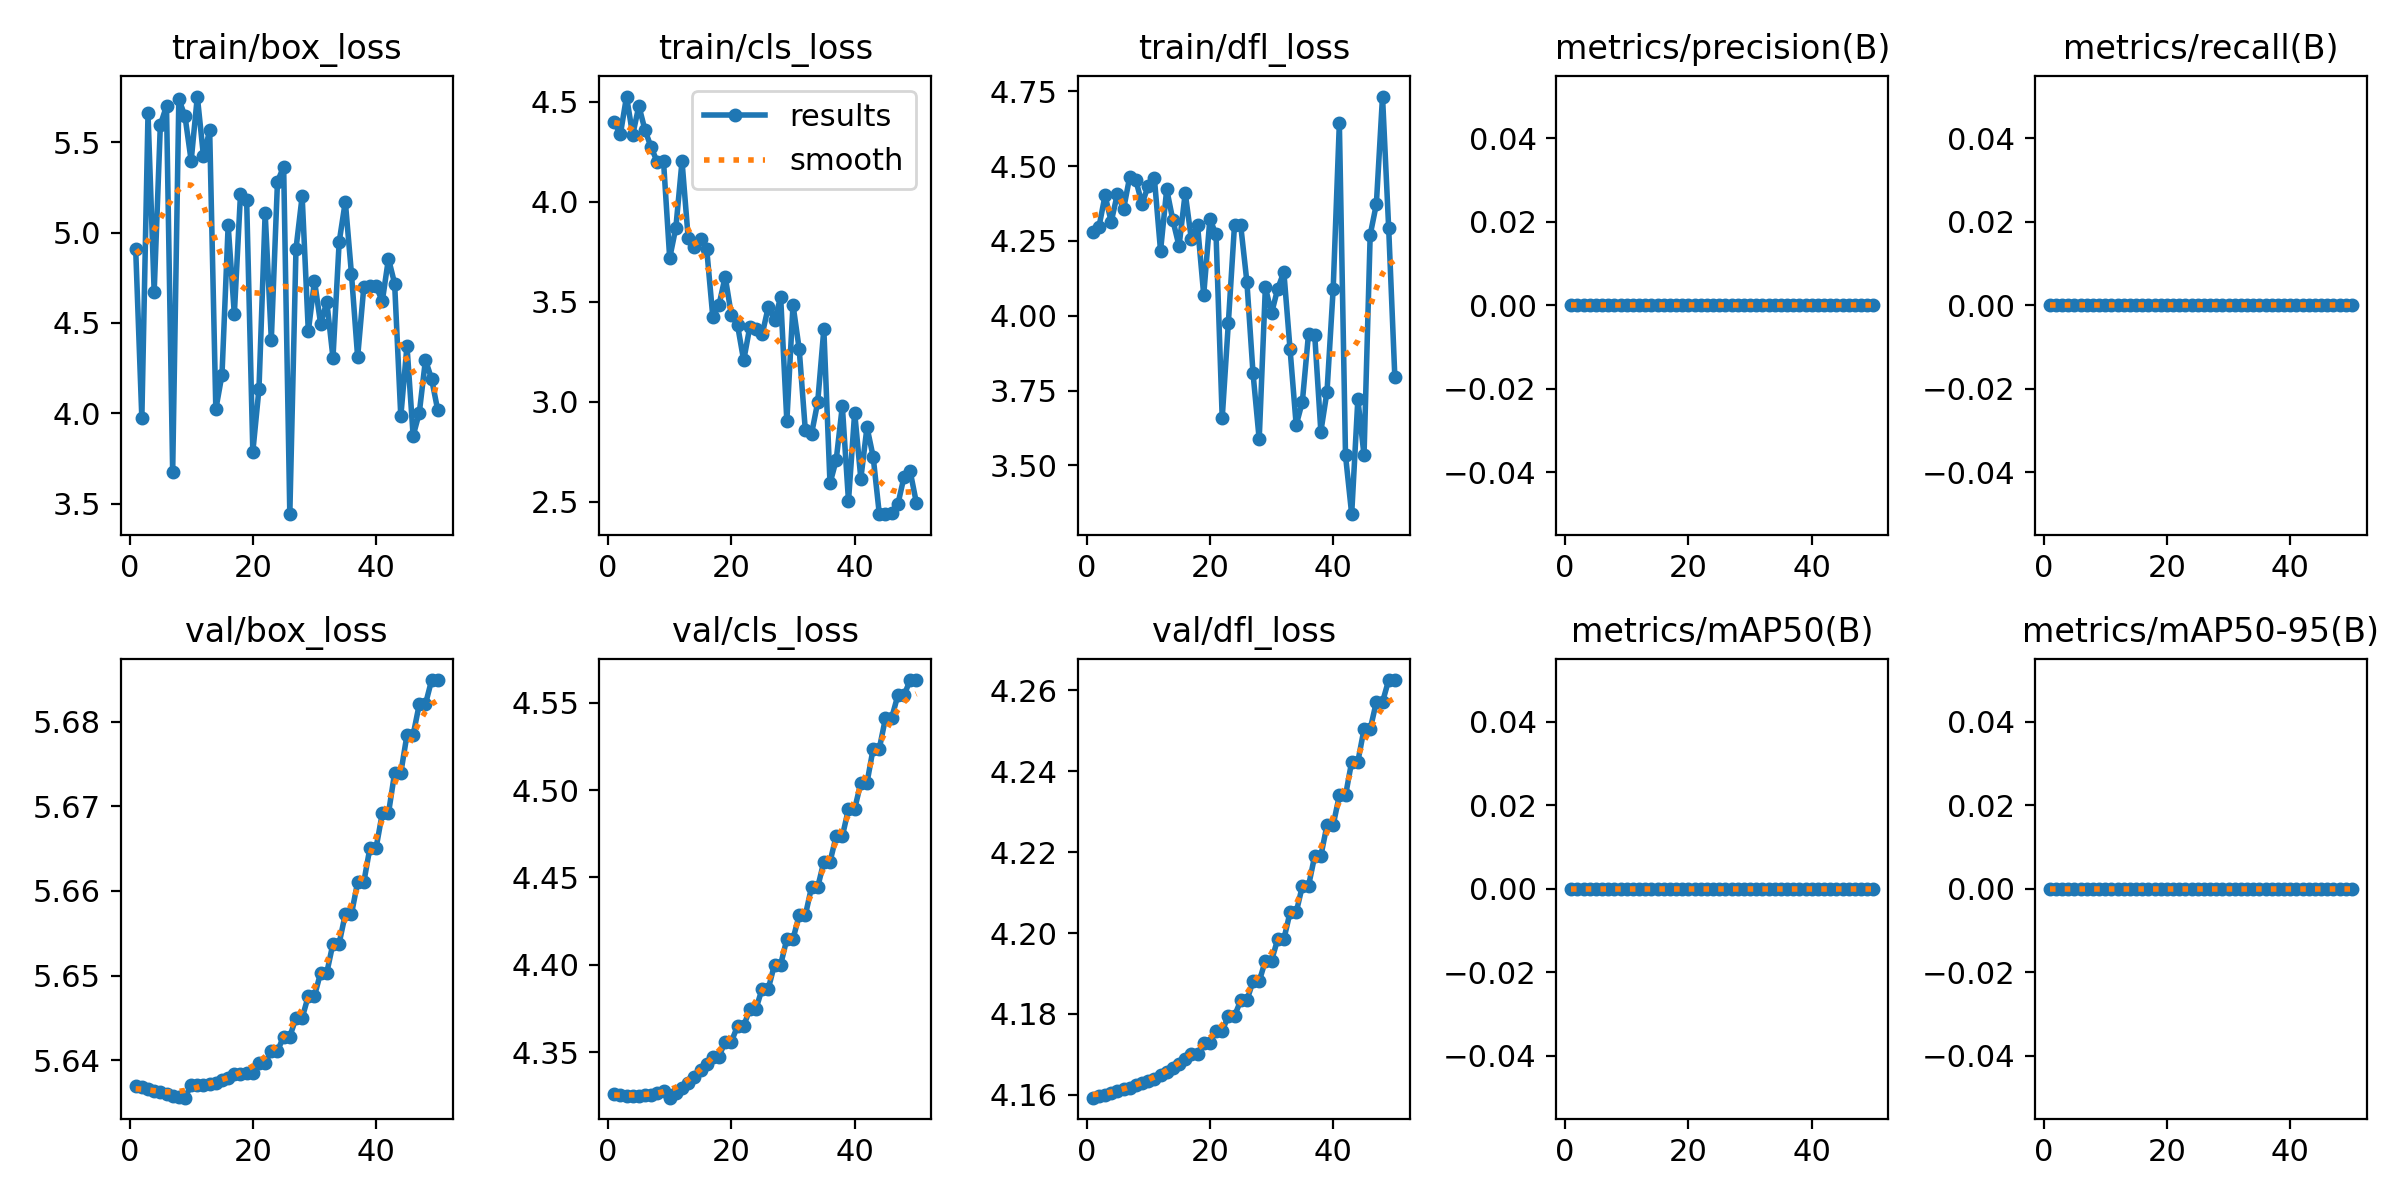 train/box_loss
train/cls_loss
train/dfl_loss
metrics/precision(B)
metrics/recall(B)
5.5
5.0
4.5
4.0
3.5
0 20 40
results
smooth
4.5
4.0
3.5
3.0
2.5
0 20 40
4.75
4.50
4.25
4.00
3.75
3.50
0 20 40
0.04
0.02
0.00
−0.02
−0.04
0 20 40
0.04
0.02
0.00
−0.02
−0.04
0 20 40
val/box_loss
val/cls_loss
val/dfl_loss
metrics/mAP50(B)
metrics/mAP50-95(B)
5.68
5.67
5.66
5.65
5.64
0 20 40
4.55
4.50
4.45
4.40
4.35
0 20 40
4.26
4.24
4.22
4.20
4.18
4.16
0 20 40
0.04
0.02
0.00
−0.02
−0.04
0 20 40
0.04
0.02
0.00
−0.02
−0.04
0 20 40